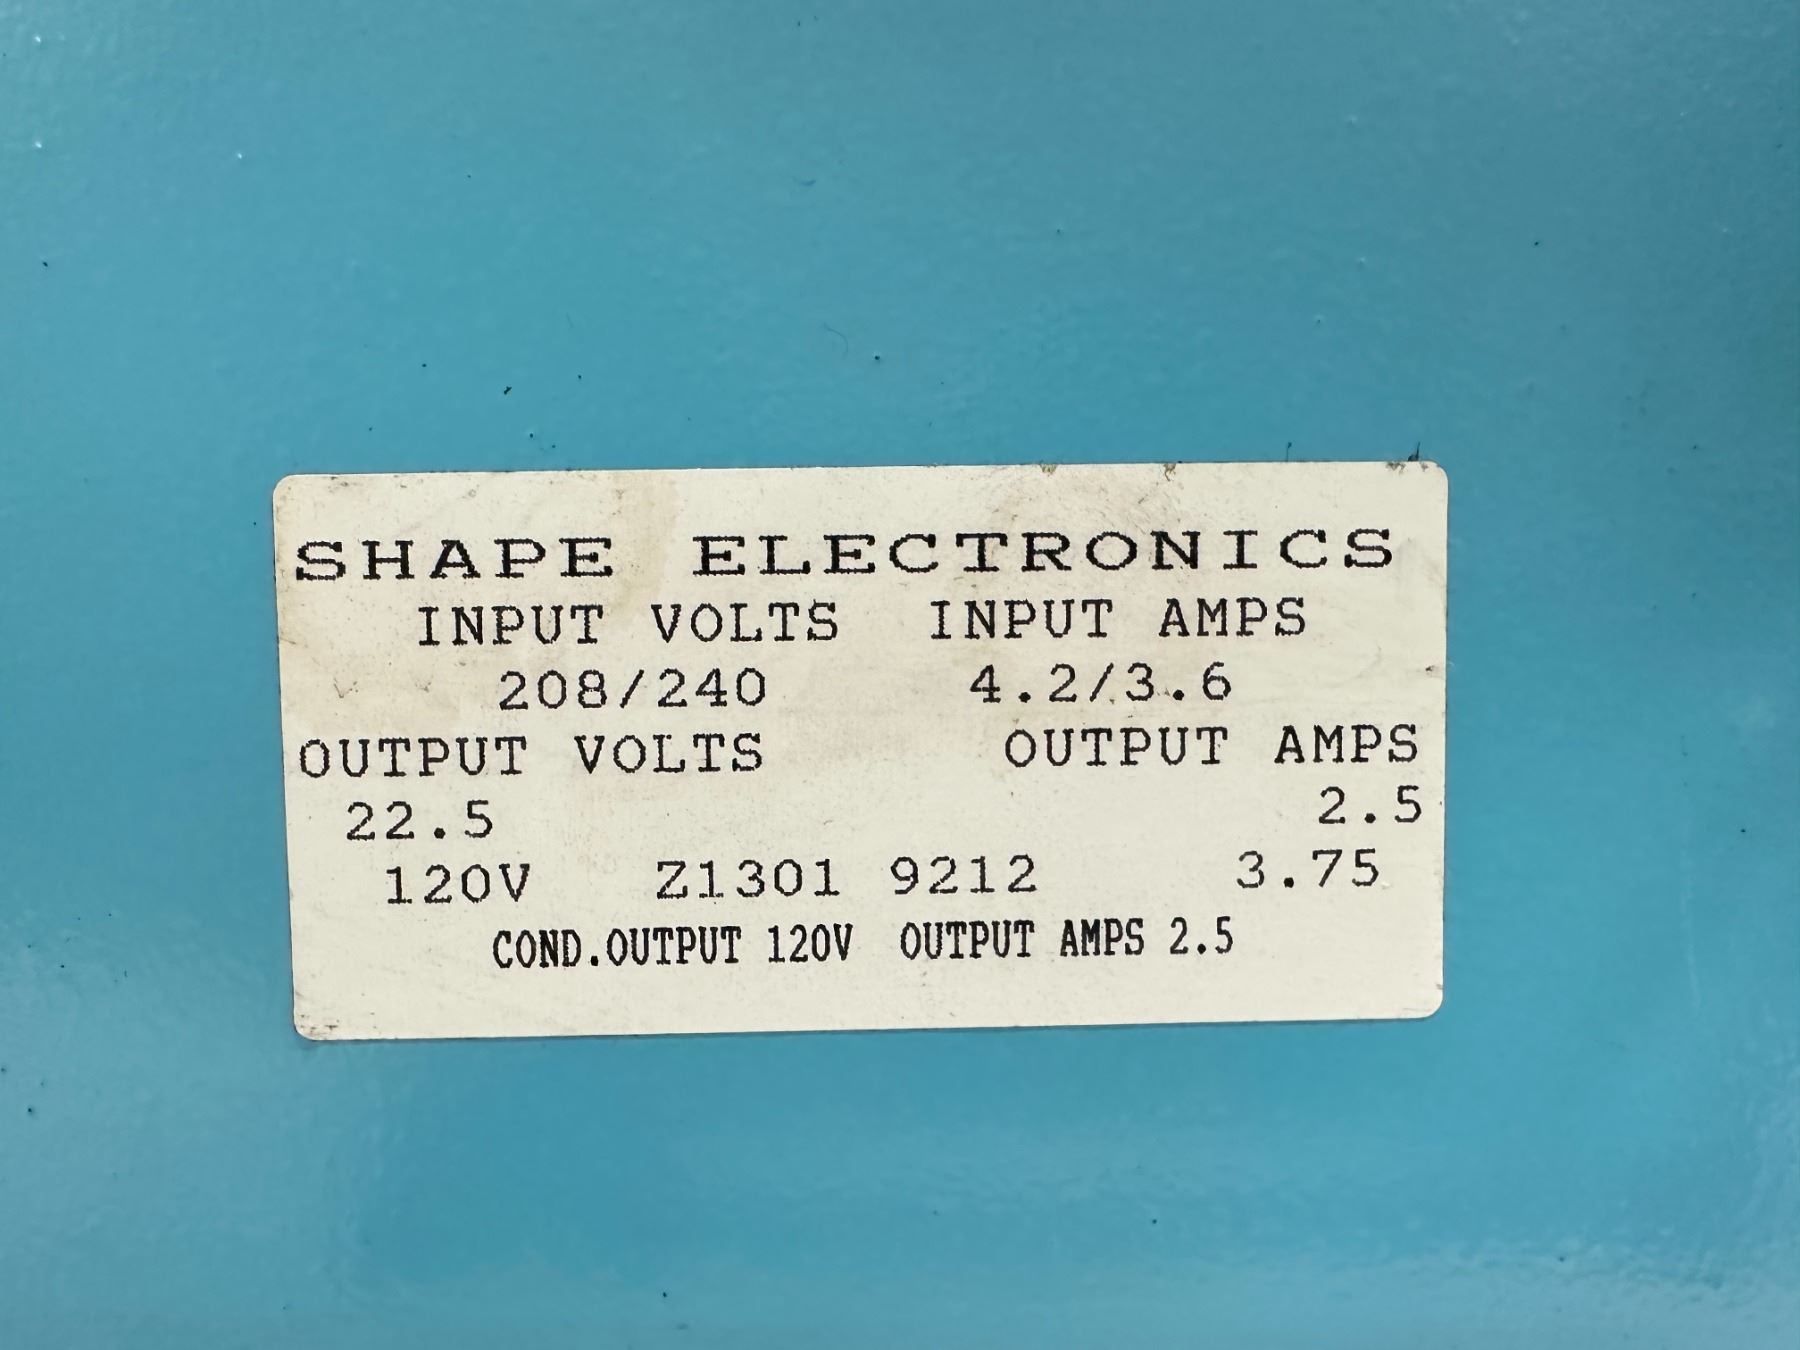 SHAPE ELECTRONICS
INPUT VOLTS INPUT AMPS
208/240 4.2/3.6
OUTPUT VOLTS OUTPUT AMPS
22.5 2.5
120V Z1301 9212 3.75
COND.OUTPUT 120V OUTPUT AMPS 2.5